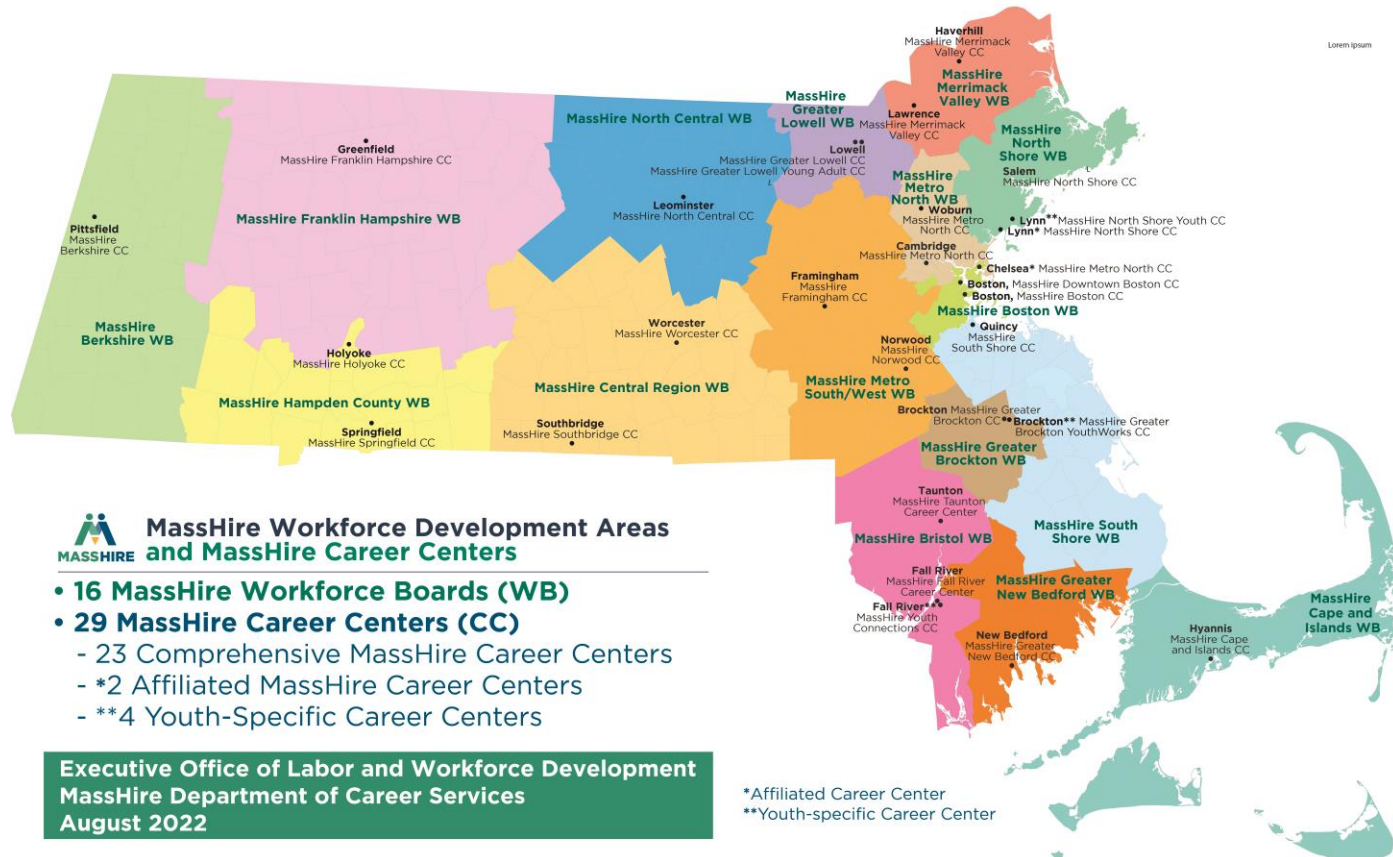 Lorem Ipsum
Haverhill
MassHire Merrimack
Valley CC
MassHire
Merrimack
Valley WB
MassHire
Greater
Lowell WB
Lawrence
MassHire Merrimack
Valley CC
MassHire North Central WB
MassHire
North
Shore WB
Greenfield
MassHire Franklin Hampshire CC
Lowell
MassHire Greater Lowell CC
MassHire Greater Lowell Young Adult CC
MassHire
Metro
North WB
Salem
MassHire North Shore CC
Leominster
MassHire North Central CC
Woburn
MassHire Metro
North CC
MassHire Franklin Hampshire WB
Pittsfield
MassHire
Berkshire CC
Lynn**MassHire North Shore Youth CC
Lynn* MassHire North Shore CC
Cambridge
MassHire Metro North CC
Chelsea* MassHire Metro North CC
Framingham
MassHire
Framingham CC
Boston, MassHire Downtown Boston CC
Boston, MassHire Boston CC
MassHire Boston WB
MassHire
Berkshire WB
Worcester
MassHire Worcester CC
Quincy
MassHire
South Shore CC
Holyoke
MassHire Holyoke CC
Norwood
MassHire
Norwood CC
MassHire Central Region WB
MassHire Metro
South/West WB
MassHire Hampden County WB
Springfield
MassHire Springfield CC
Southbridge
MassHire Southbridge CC
Brockton MassHire Greater
Brockton CC
Brockton** MassHire Greater
Brockton YouthWorks CC
MassHire Greater
Brockton WB
Taunton
MassHire Taunton
Career Center
MassHire Bristol WB
MassHire South
Shore WB
Fall River
MassHire Fall River
Career Center
MassHire Greater
New Bedford WB
Fall River**
MassHire Youth
Connections CC
New Bedford
MassHire Greater
New Bedford CC
Hyannis
MassHire Cape
and Islands CC
MassHire
Cape and
Islands WB
MASSHIRE
MassHire Workforce Development Areas
and MassHire Career Centers
• 16 MassHire Workforce Boards (WB)
• 29 MassHire Career Centers (CC)
- 23 Comprehensive MassHire Career Centers
- *2 Affiliated MassHire Career Centers
- **4 Youth-Specific Career Centers
Executive Office of Labor and Workforce Development
MassHire Department of Career Services
August 2022
*Affiliated Career Center
**Youth-specific Career Center